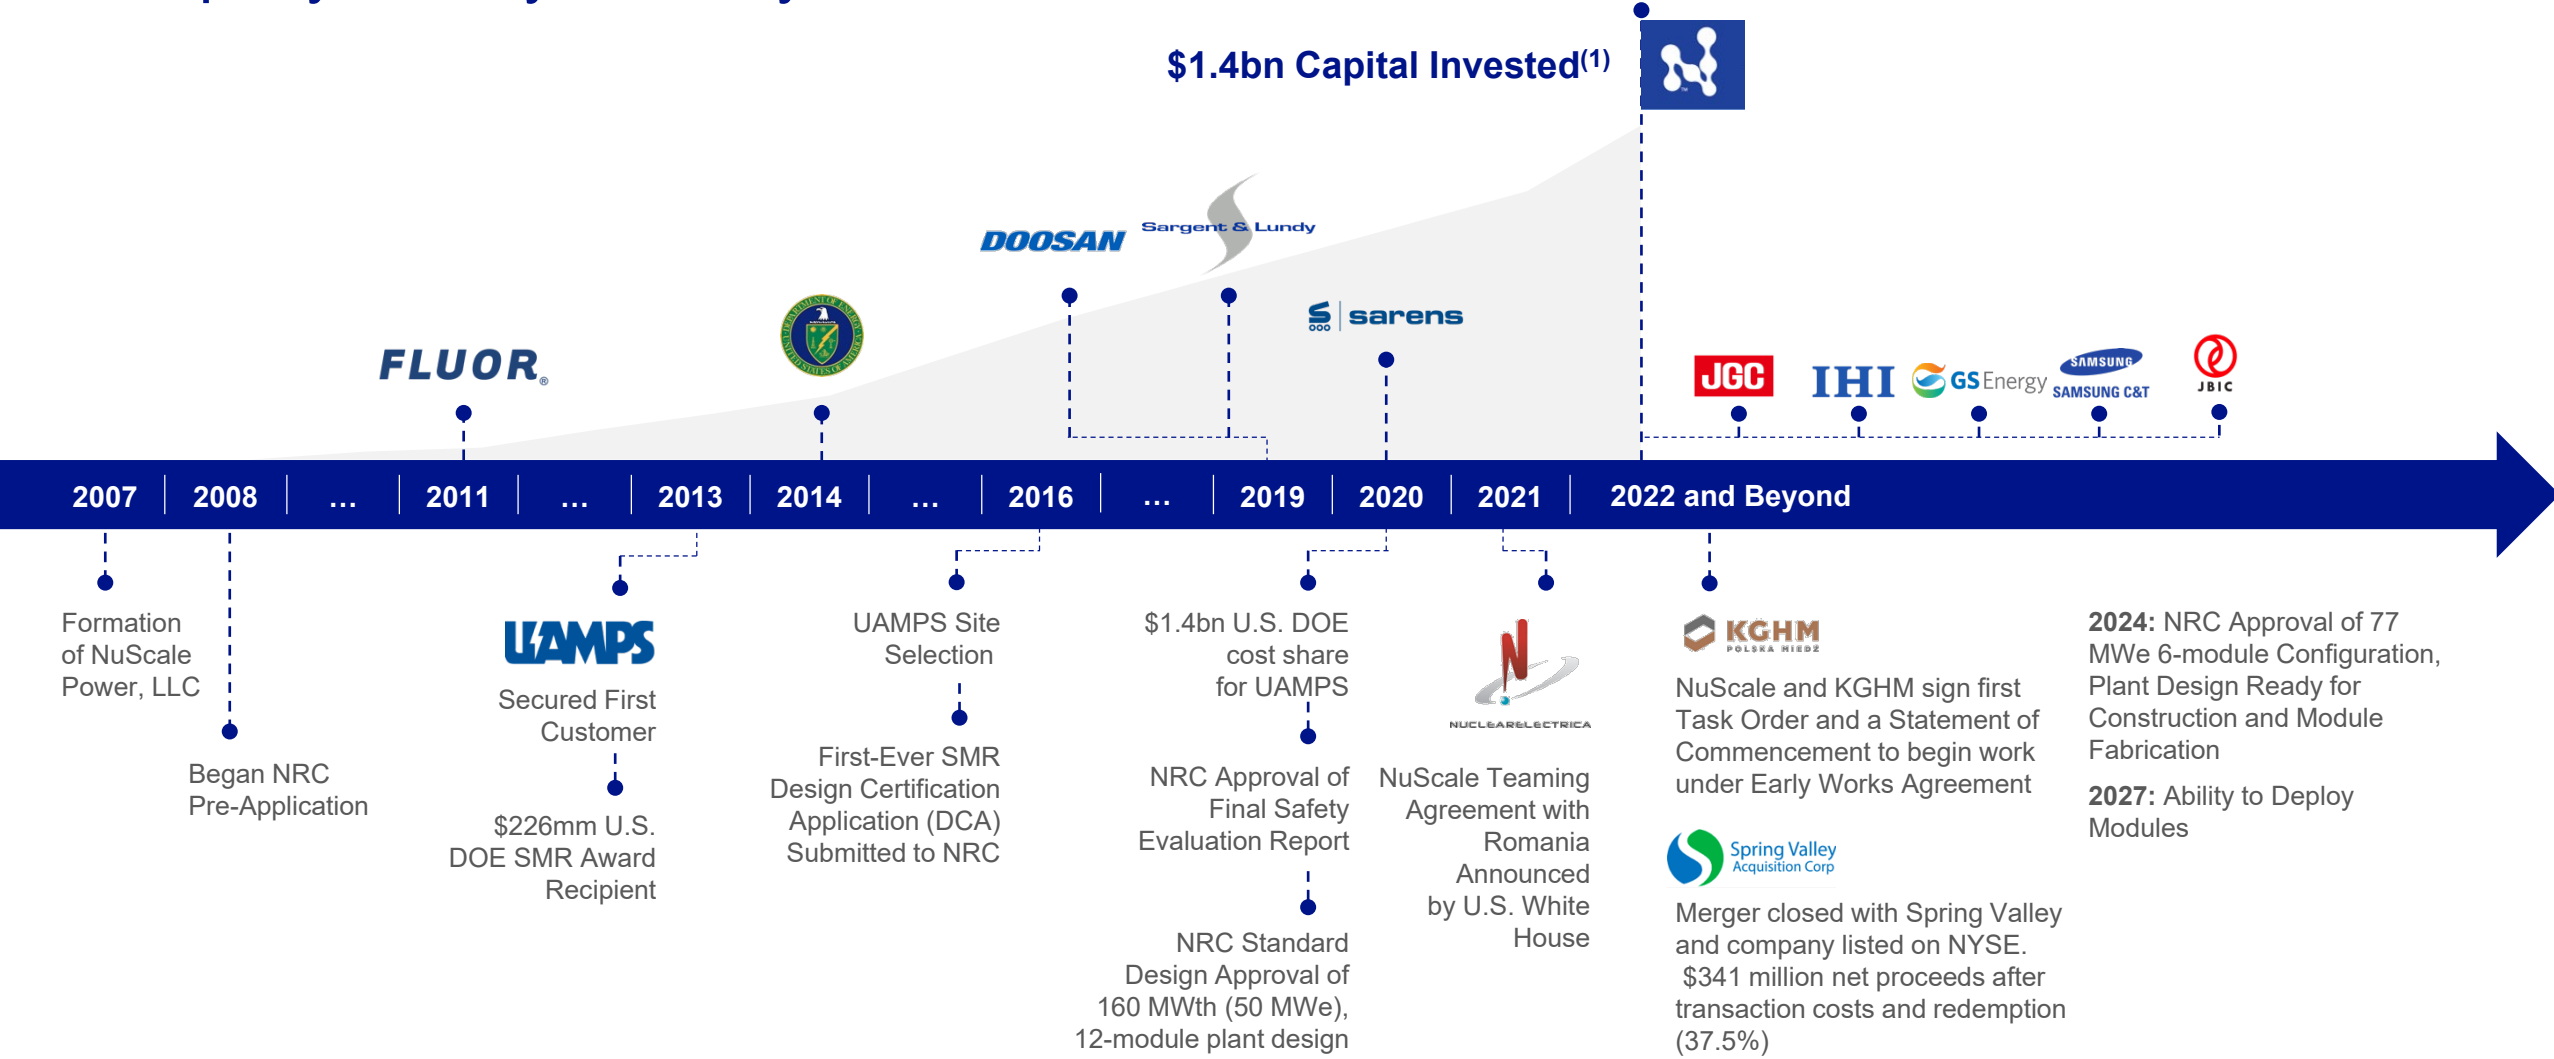 $1.4bn Capital Invested(1)
DOOSAN
Sargent & Lundy
sarens
FLUOR®
JGC
IHI
GS Energy
SAMSUNG
SAMSUNG C&T
JBIC
2007
2008
...
2011
...
2013
2014
...
2016
...
2019
2020
2021
2022 and Beyond
Formation
of NuScale
Power, LLC
Began NRC
Pre-Application
UAMPS
Secured First
Customer
$226mm U.S.
DOE SMR Award
Recipient
UAMPS Site
Selection
First-Ever SMR
Design Certification
Application (DCA)
Submitted to NRC
$1.4bn U.S. DOE
cost share
for UAMPS
NRC Approval of
Final Safety
Evaluation Report
NRC Standard
Design Approval of
160 MWth (50 MWe),
12-module plant design
NUCLEARELECTRICA
NuScale Teaming
Agreement with
Romania
Announced
by U.S. White
House
KGHM
POLSKA MIEDŹ
NuScale and KGHM sign first
Task Order and a Statement of
Commencement to begin work
under Early Works Agreement
Spring Valley
Acquisition Corp
Merger closed with Spring Valley
and company listed on NYSE.
$341 million net proceeds after
transaction costs and redemption
(37.5%)
2024: NRC Approval of 77
MWe 6-module Configuration,
Plant Design Ready for
Construction and Module
Fabrication
2027: Ability to Deploy
Modules